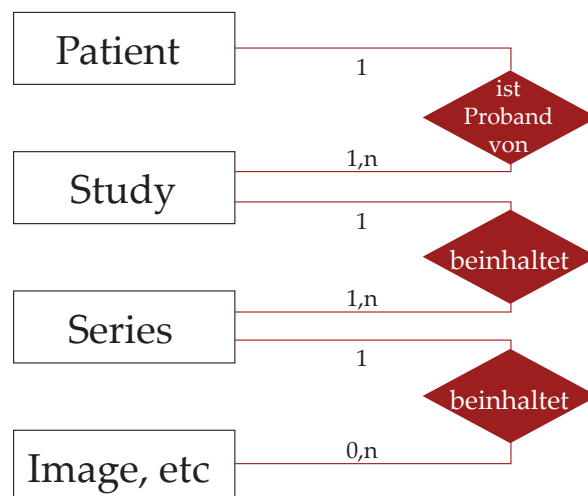 Patient
1
ist
Proband
von
1,n
Study
1
beinhaltet
1,n
Series
1
beinhaltet
0,n
Image, etc